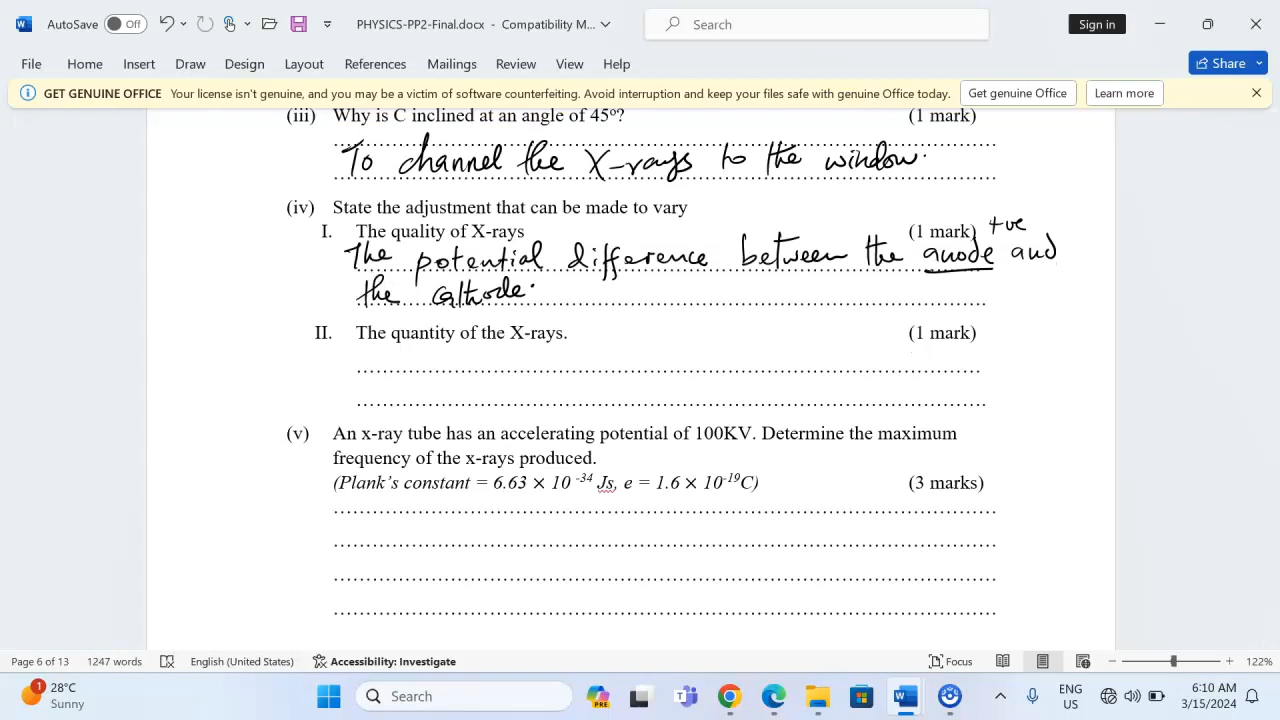 AutoSave Off PHYSICS-PP2-Final.docx - Compatibility M... Search Sign in
File Home Insert Draw Design Layout References Mailings Review View Help Share
GET GENUINE OFFICE Your license isn't genuine, and you may be a victim of software counterfeiting. Avoid interruption and keep your files safe with genuine Office today. Get genuine Office Learn more
(iii) Why is C inclined at an angle of 45º? (1 mark)
To channel the X-rays to the window.
(iv) State the adjustment that can be made to vary
I. The quality of X-rays (1 mark) +ve
The potential difference between the anode and
the cathode.
II. The quantity of the X-rays. (1 mark)
(v) An x-ray tube has an accelerating potential of 100KV. Determine the maximum
frequency of the x-rays produced.
(Plank's constant = 6.63 × 10 -34 Js, e = 1.6 × 10-19C) (3 marks)
Page 6 of 13 1247 words English (United States) Accessibility: Investigate Focus 122%
1 28°C
Sunny
Search PRE ENG
US 6:10 AM
3/15/2024